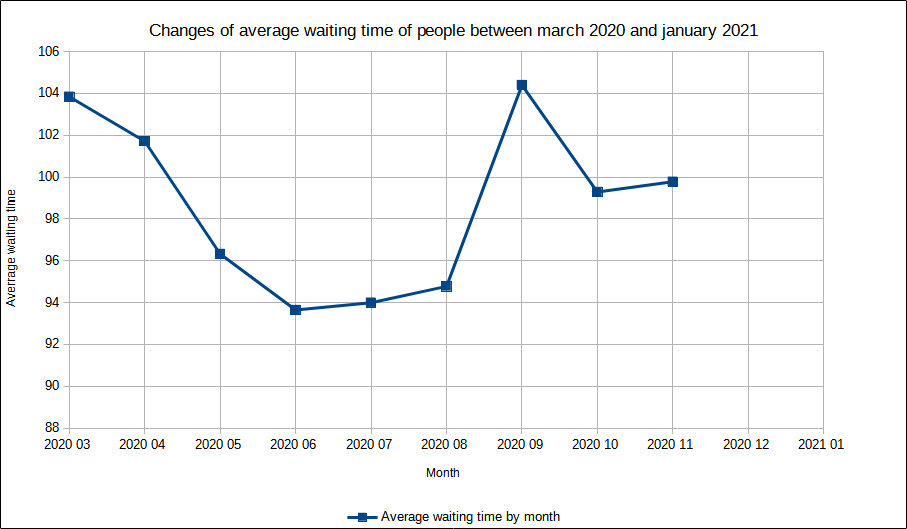 Changes of average waiting time of people between march 2020 and january 2021
106
104
102
100
98
96
94
92
90
88
Averrage waiting time
2020 03 2020 04 2020 05 2020 06 2020 07 2020 08 2020 09 2020 10 2020 11 2020 12 2021 01
Month
Average waiting time by month